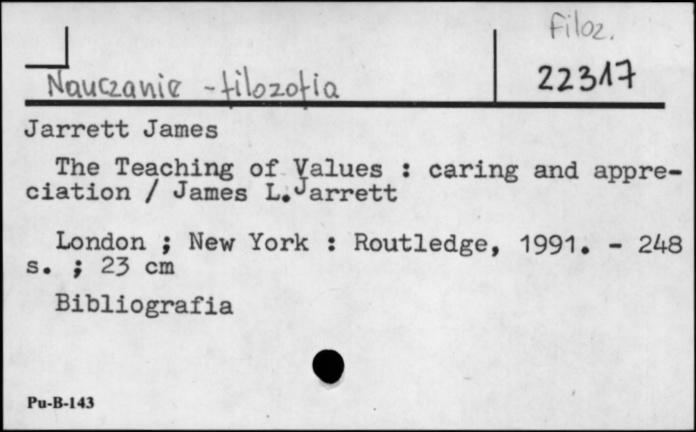 Filoz.
Nauczanie - filozofia
22317
Jarrett James
The Teaching of Values : caring and appre-
ciation / James L. Jarrett
London ; New York : Routledge, 1991. - 248
s. ; 23 cm
Bibliografia
Pu-B-143